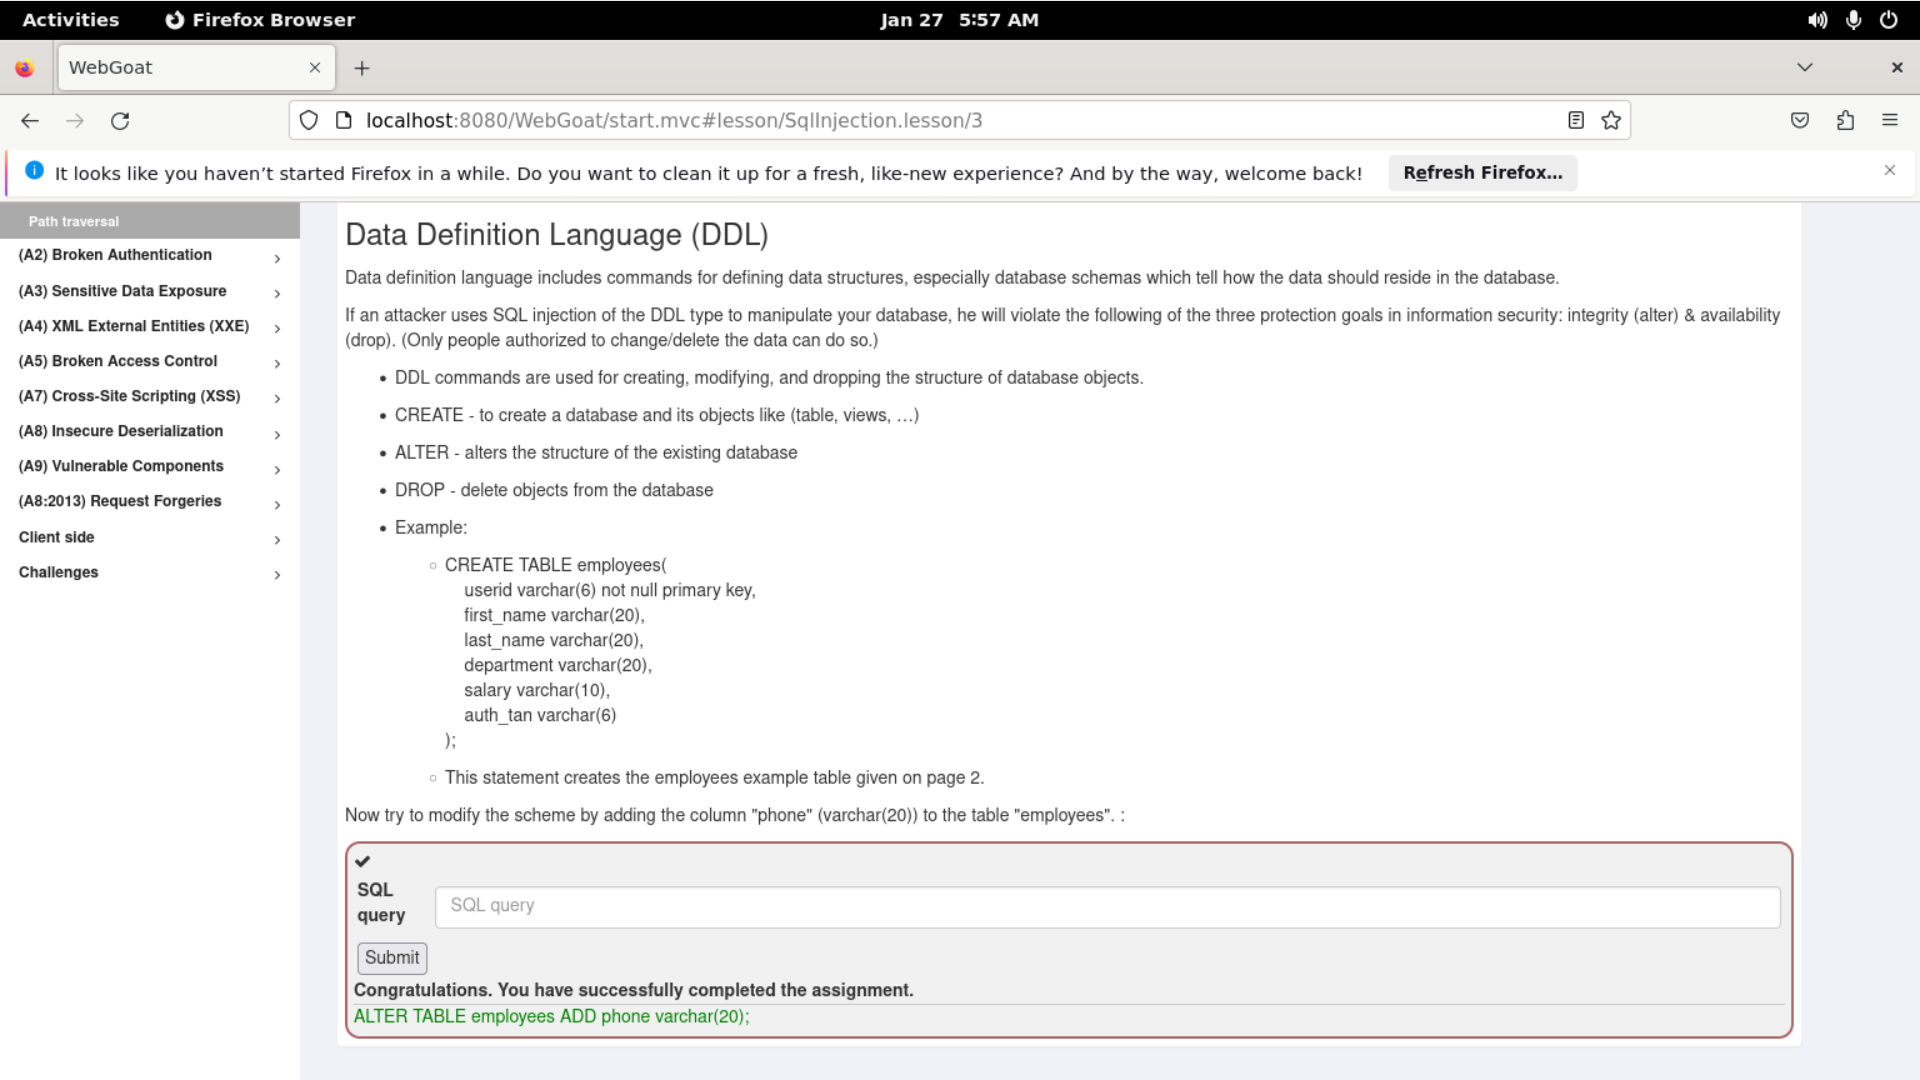 Activities Firefox Browser Jan 27 5:57 AM
WebGoat
localhost:8080/WebGoat/start.mvc#lesson/SqlInjection.lesson/3
It looks like you haven’t started Firefox in a while. Do you want to clean it up for a fresh, like-new experience? And by the way, welcome back! Refresh Firefox...
Path traversal
(A2) Broken Authentication
(A3) Sensitive Data Exposure
(A4) XML External Entities (XXE)
(A5) Broken Access Control
(A7) Cross-Site Scripting (XSS)
(A8) Insecure Deserialization
(A9) Vulnerable Components
(A8:2013) Request Forgeries
Client side
Challenges
Data Definition Language (DDL)
Data definition language includes commands for defining data structures, especially database schemas which tell how the data should reside in the database.
If an attacker uses SQL injection of the DDL type to manipulate your database, he will violate the following of the three protection goals in information security: integrity (alter) & availability
(drop). (Only people authorized to change/delete the data can do so.)
• DDL commands are used for creating, modifying, and dropping the structure of database objects.
• CREATE - to create a database and its objects like (table, views, …)
• ALTER - alters the structure of the existing database
• DROP - delete objects from the database
• Example:
◦ CREATE TABLE employees(
userid varchar(6) not null primary key,
first_name varchar(20),
last_name varchar(20),
department varchar(20),
salary varchar(10),
auth_tan varchar(6)
);
◦ This statement creates the employees example table given on page 2.
Now try to modify the scheme by adding the column "phone" (varchar(20)) to the table "employees". :
✔
SQL
query
SQL query
Submit
Congratulations. You have successfully completed the assignment.
ALTER TABLE employees ADD phone varchar(20);